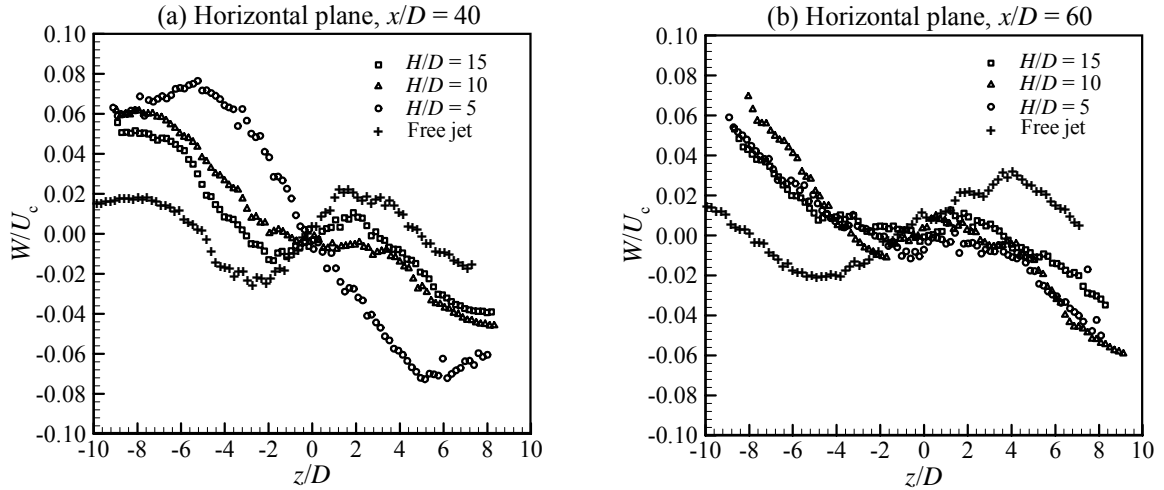 (a) Horizontal plane, x/D = 40
0.10
0.08
0.06
0.04
0.02
0.00
-0.02
-0.04
-0.06
-0.08
-0.10
W/U_c
H/D = 15
H/D = 10
H/D = 5
Free jet
-10 -8 -6 -4 -2 0 2 4 6 8 10
z/D
(b) Horizontal plane, x/D = 60
0.10
0.08
0.06
0.04
0.02
0.00
-0.02
-0.04
-0.06
-0.08
-0.10
W/U_c
H/D = 15
H/D = 10
H/D = 5
Free jet
-10 -8 -6 -4 -2 0 2 4 6 8 10
z/D